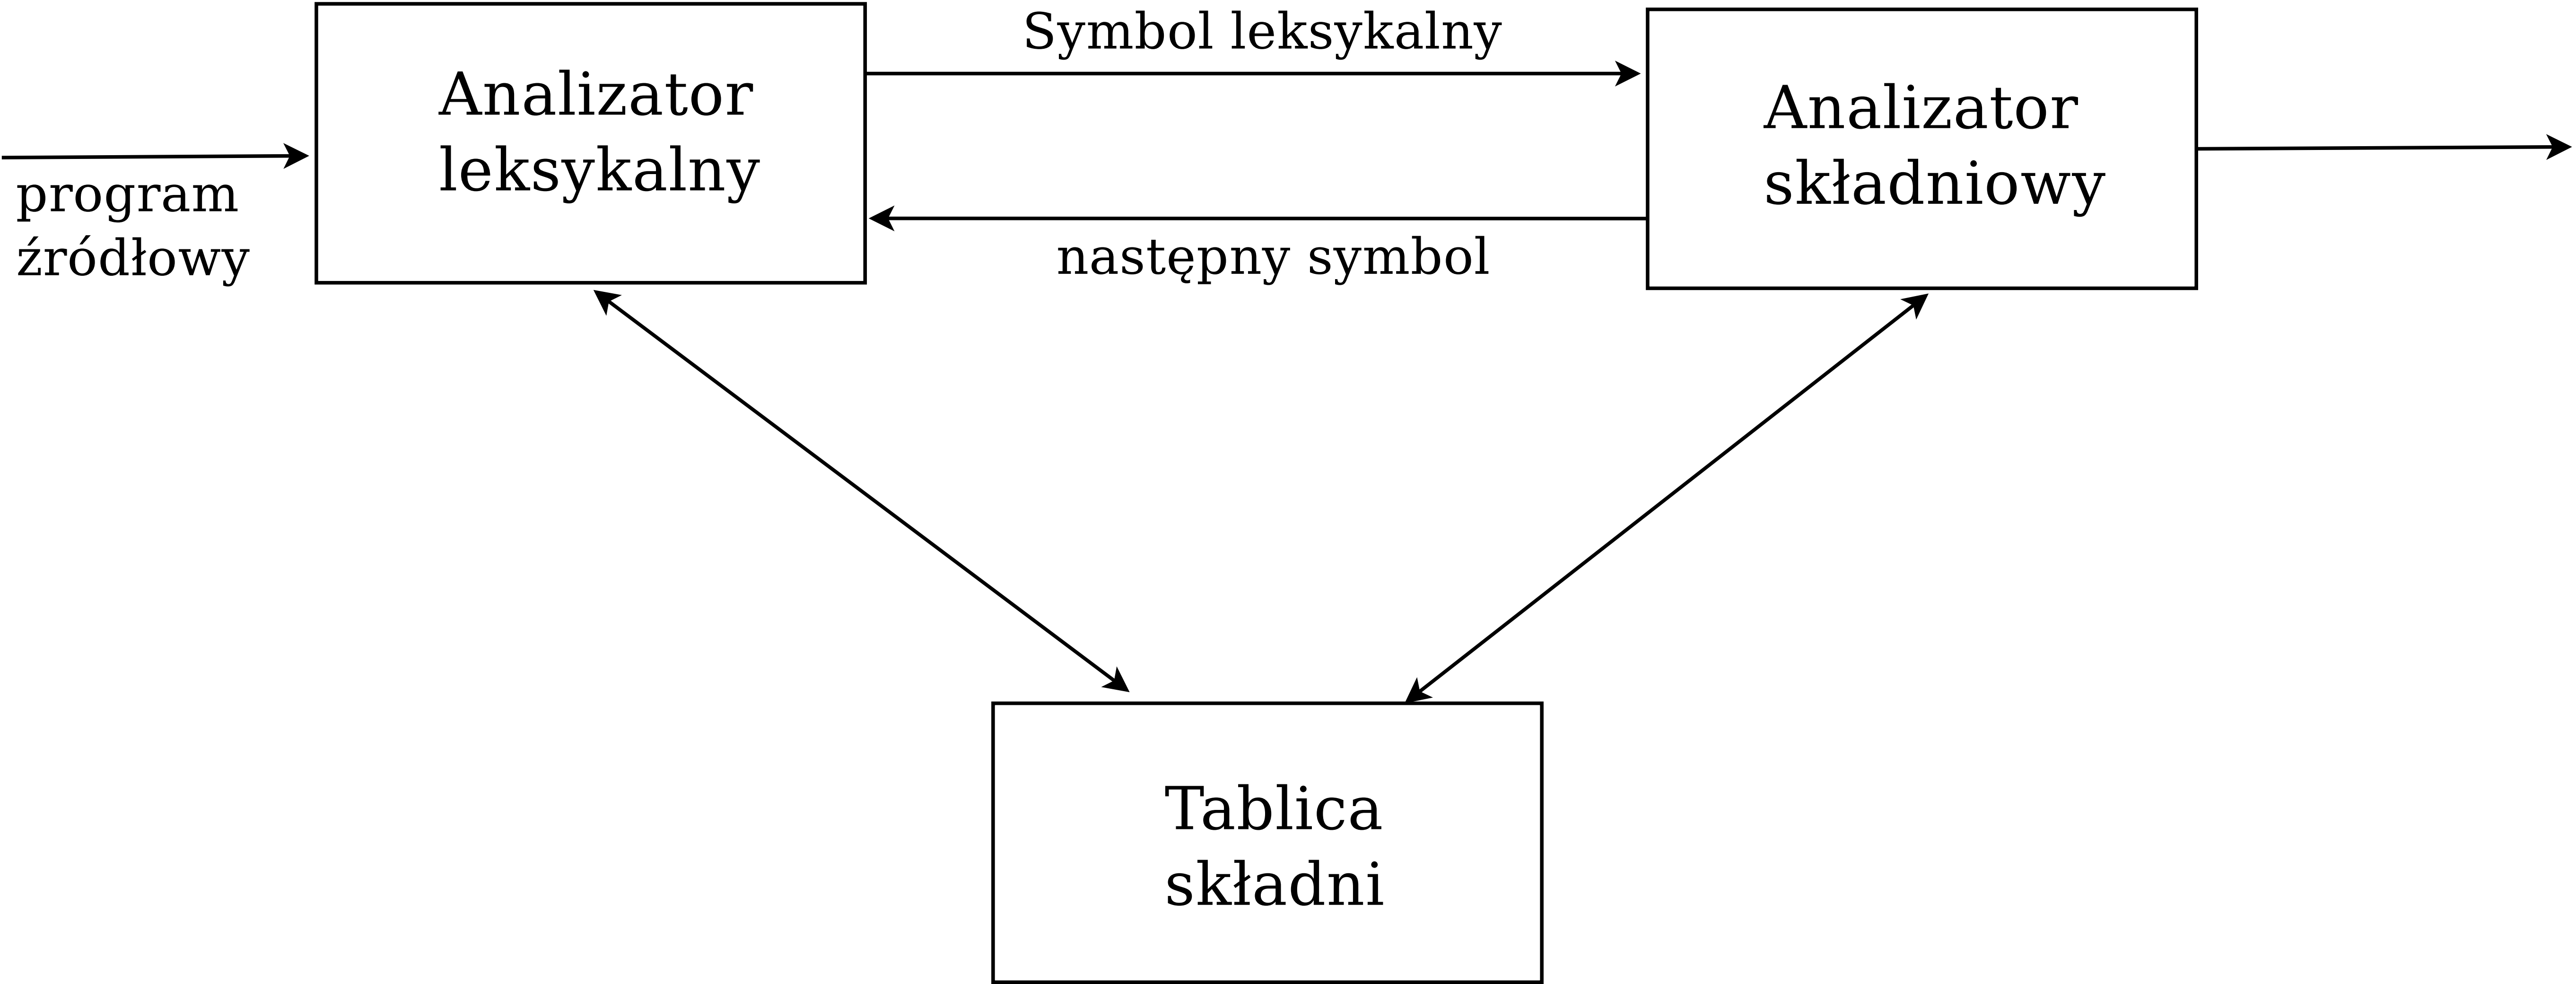 Symbol leksykalny
Analizator
leksykalny
Analizator
składniowy
program
źródłowy
następny symbol
Tablica
składni